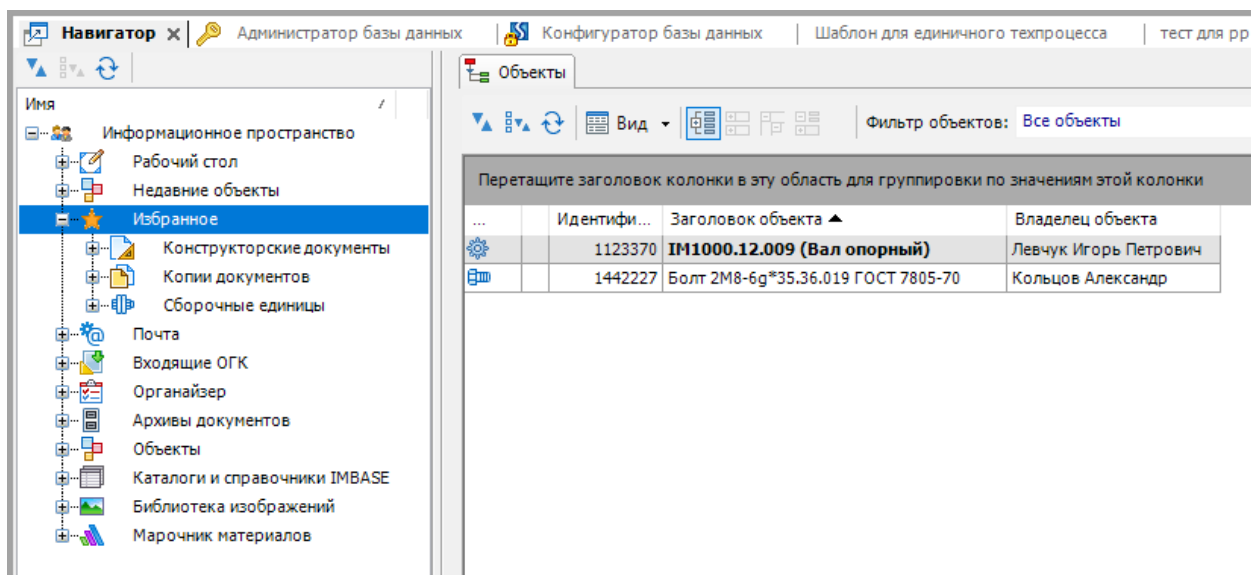 Навигатор Администратор базы данных Конфигуратор базы данных Шаблон для единичного техпроцесса тест для рр
Имя
Информационное пространство
Рабочий стол
Недавние объекты
Избранное
Конструкторские документы
Копии документов
Сборочные единицы
Почта
Входящие ОГК
Органайзер
Архивы документов
Объекты
Каталоги и справочники IMBASE
Библиотека изображений
Марочник материалов
Объекты
Вид Фильтр объектов: Все объекты
Перетащите заголовок колонки в эту область для группировки по значениям этой колонки
... Идентифи... Заголовок объекта Владелец объекта
1123370 IM1000.12.009 (Вал опорный) Левчук Игорь Петрович
1442227 Болт 2М8-6g*35.36.019 ГОСТ 7805-70 Кольцов Александр